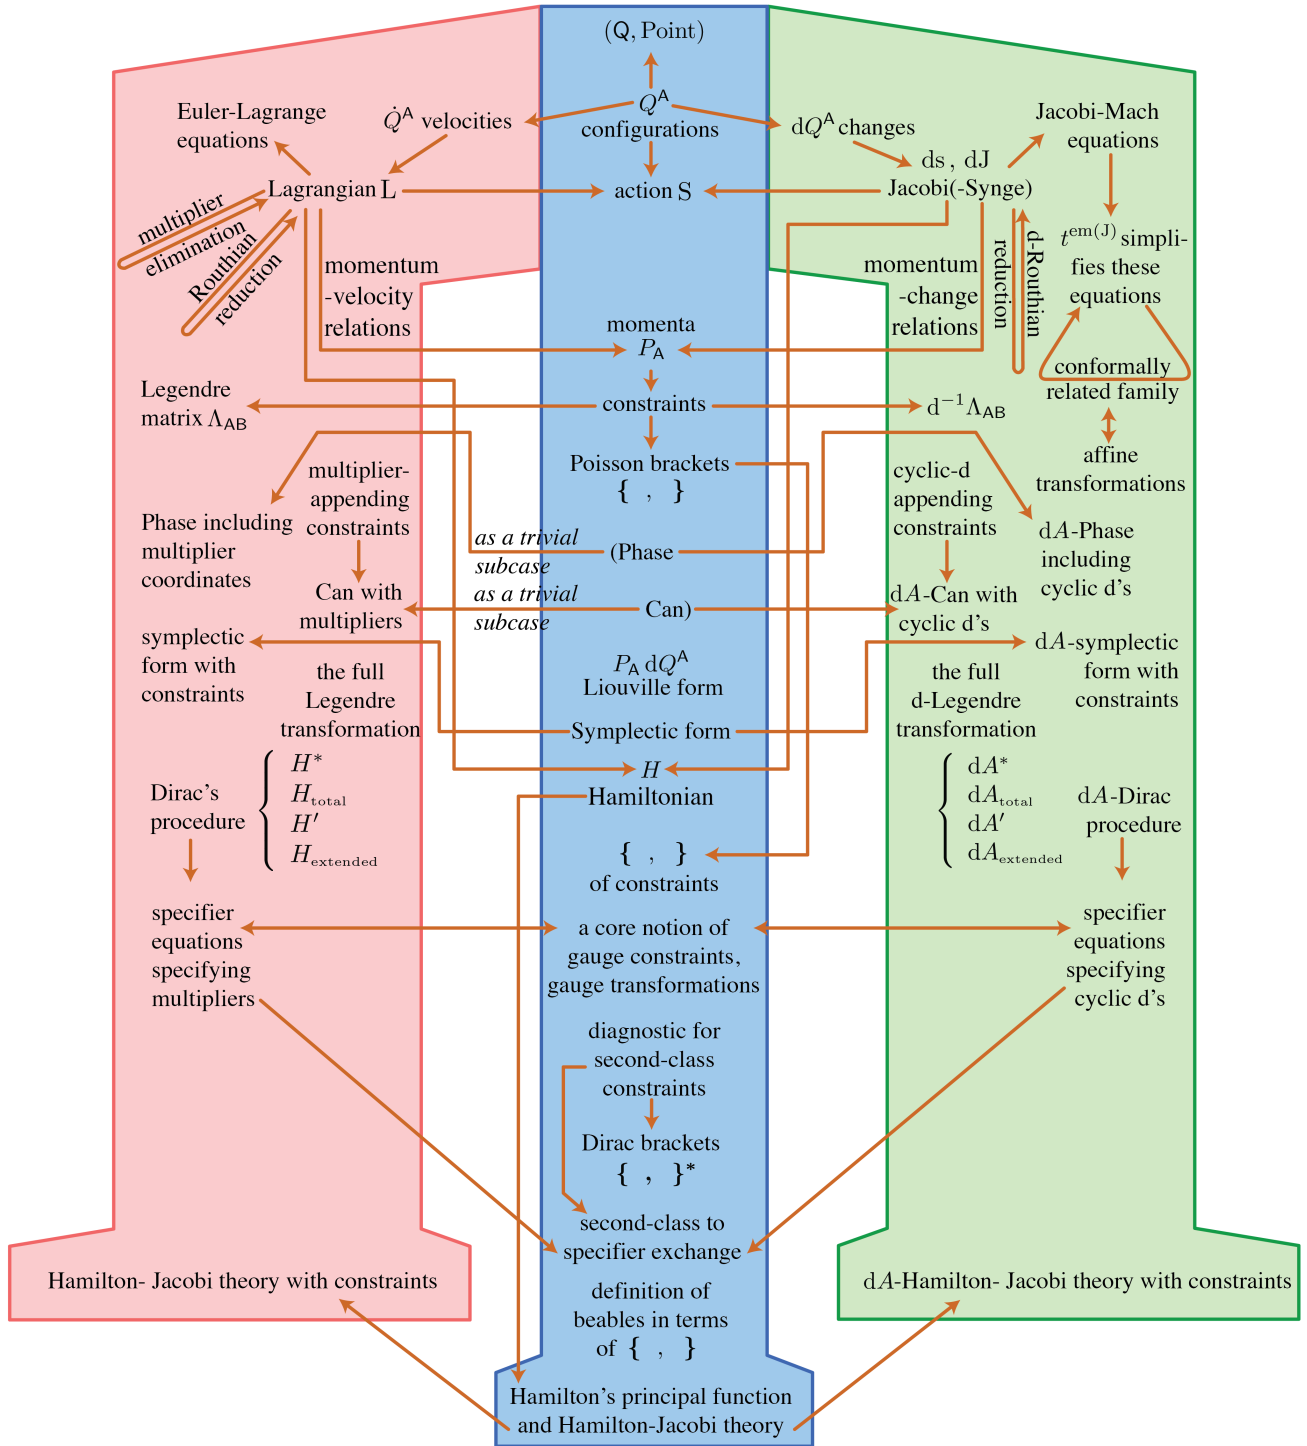 (Q, Point)
Q^A
configurations
Euler-Lagrange
equations
Q̇^A velocities
dQ^A changes
Jacobi-Mach
equations
ds , dJ
Lagrangian L
action S
Jacobi(-Synge)
multiplier
elimination
Routhian
reduction
momentum
-velocity
relations
momentum
-change
relations
d-Routhian
reduction
t^em(J) simpli-
fies these
equations
momenta
P_A
conformally
related family
Legendre
matrix Λ_AB
constraints
d^−1 Λ_AB
affine
transformations
Poisson brackets
{ , }
multiplier-
appending
constraints
cyclic-d
appending
constraints
Phase including
multiplier
coordinates
as a trivial
subcase
(Phase
dA-Phase
including
cyclic d's
Can with
multipliers
as a trivial
subcase
Can)
dA-Can with
cyclic d's
symplectic
form with
constraints
dA-symplectic
form with
constraints
the full
Legendre
transformation
P_A dQ^A
Liouville form
the full
d-Legendre
transformation
Symplectic form
H
Hamiltonian
Dirac's
procedure
H*
H_total
H′
H_extended
dA*
dA_total
dA′
dA_extended
dA-Dirac
procedure
{ , }
of constraints
specifier
equations
specifying
multipliers
a core notion of
gauge constraints,
gauge transformations
specifier
equations
specifying
cyclic d's
diagnostic for
second-class
constraints
Dirac brackets
{ , }*
second-class to
specifier exchange
Hamilton- Jacobi theory with constraints
dA-Hamilton- Jacobi theory with constraints
definition of
beables in terms
of { , }
Hamilton's principal function
and Hamilton-Jacobi theory